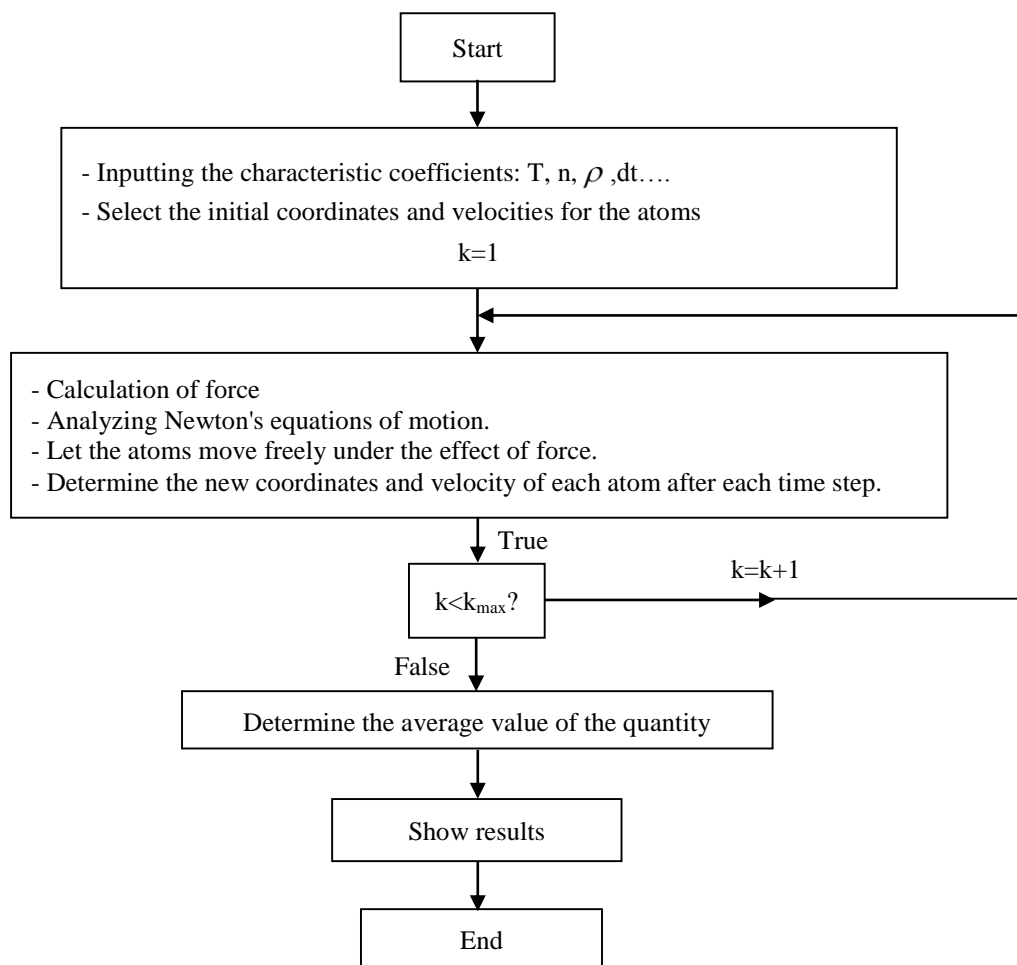 Start
- Inputting the characteristic coefficients: T, n, ρ ,dt….
- Select the initial coordinates and velocities for the atoms
k=1
- Calculation of force
- Analyzing Newton's equations of motion.
- Let the atoms move freely under the effect of force.
- Determine the new coordinates and velocity of each atom after each time step.
True
k=k+1
k<kmax?
False
Determine the average value of the quantity
Show results
End